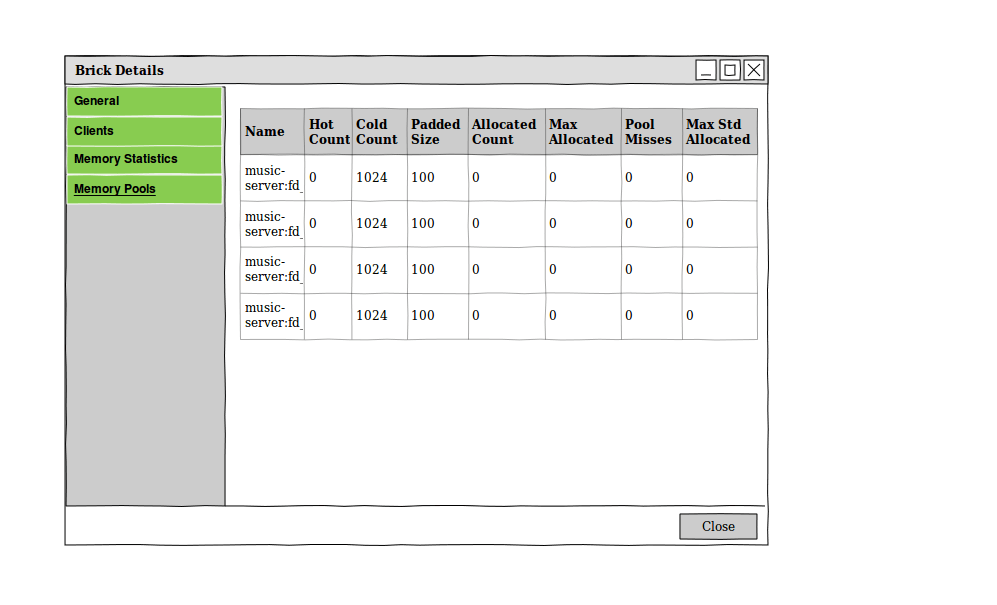 Brick Details
General
Clients
Memory Statistics
Memory Pools
Name Hot Count Cold Count Padded Size Allocated Count Max Allocated Pool Misses Max Std Allocated
music-
server:fd_ 0 1024 100 0 0 0 0
music-
server:fd_ 0 1024 100 0 0 0 0
music-
server:fd_ 0 1024 100 0 0 0 0
music-
server:fd_ 0 1024 100 0 0 0 0
Close